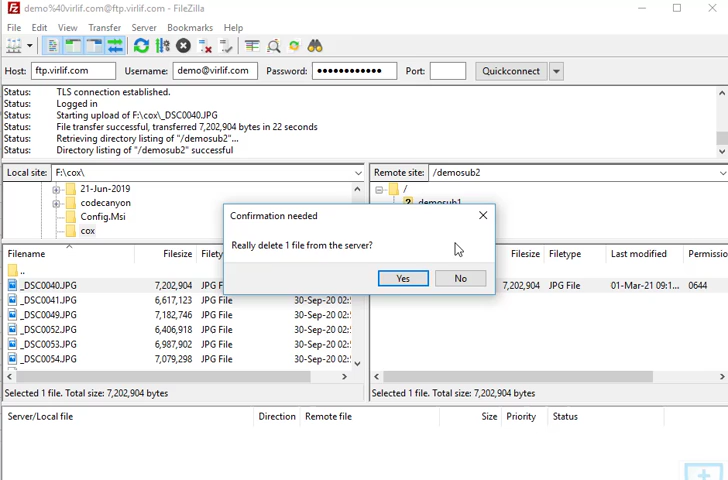 demo%40virlif.com@ftp.virlif.com - FileZilla
File Edit View Transfer Server Bookmarks Help
Host: ftp.virlif.com Username: demo@virlif.com Password: ●●●●●●●●●●●● Port: Quickconnect
Status: TLS connection established.
Status: Logged in
Status: Starting upload of F:\cox\_DSC0040.JPG
Status: File transfer successful, transferred 7,202,904 bytes in 22 seconds
Status: Retrieving directory listing of "/demosub2"...
Status: Directory listing of "/demosub2" successful
Local site: F:\cox\
Remote site: /demosub2
21-Jun-2019
codecanyon
Config.Msi
cox
/
demosub1
Confirmation needed
Really delete 1 file from the server?
Yes No
Filename Filesize Filety
..
_DSC0040.JPG 7,202,904 JPG File
_DSC0041.JPG 6,617,123 JPG File 30-Sep-20 02:5
_DSC0049.JPG 7,182,746 JPG File 30-Sep-20 02:5
_DSC0052.JPG 6,406,918 JPG File 30-Sep-20 02:5
_DSC0053.JPG 6,987,902 JPG File 30-Sep-20 02:5
_DSC0054.JPG 7,079,298 JPG File 30-Sep-20 02:5
Selected 1 file. Total size: 7,202,904 bytes
Filesize Filetype Last modified Permissio
7,202,904 JPG File 01-Mar-21 09:1... 0644
Selected 1 file. Total size: 7,202,904 bytes
Server/Local file Direction Remote file Size Priority Status